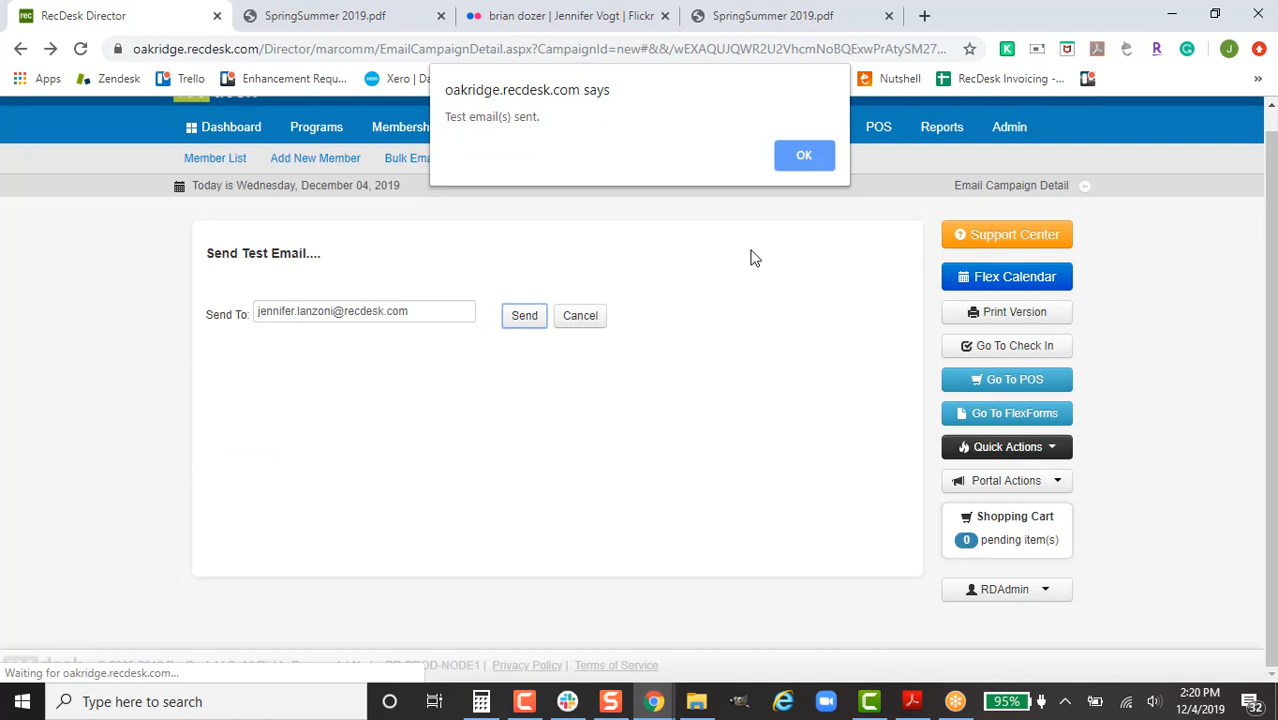 RecDesk Director
SpringSummer 2019.pdf
brian dozer | Jennifer Vogt | Flickr
SpringSummer 2019.pdf
oakridge.recdesk.com/Director/marcomm/EmailCampaignDetail.aspx?CampaignId=new#&&/wEXAQUJQWR2U2VhcmNoBQExwPrAtySM27...
Apps
Zendesk
Trello
Enhancement Requ...
Xero | Da
Nutshell
RecDesk Invoicing -...
»
oakridge.recdesk.com says
Test email(s) sent.
OK
Dashboard
Programs
Membersh
POS
Reports
Admin
Member List
Add New Member
Bulk Ema
Today is Wednesday, December 04, 2019
Email Campaign Detail
Send Test Email....
Send To:
jennifer.lanzoni@recdesk.com
Send
Cancel
Support Center
Flex Calendar
Print Version
Go To Check In
Go To POS
Go To FlexForms
Quick Actions
Portal Actions
Shopping Cart
0 pending item(s)
RDAdmin
Waiting for oakridge.recdesk.com...
Privacy Policy | Terms of Service
Type here to search
95%
2:20 PM
12/4/2019
32